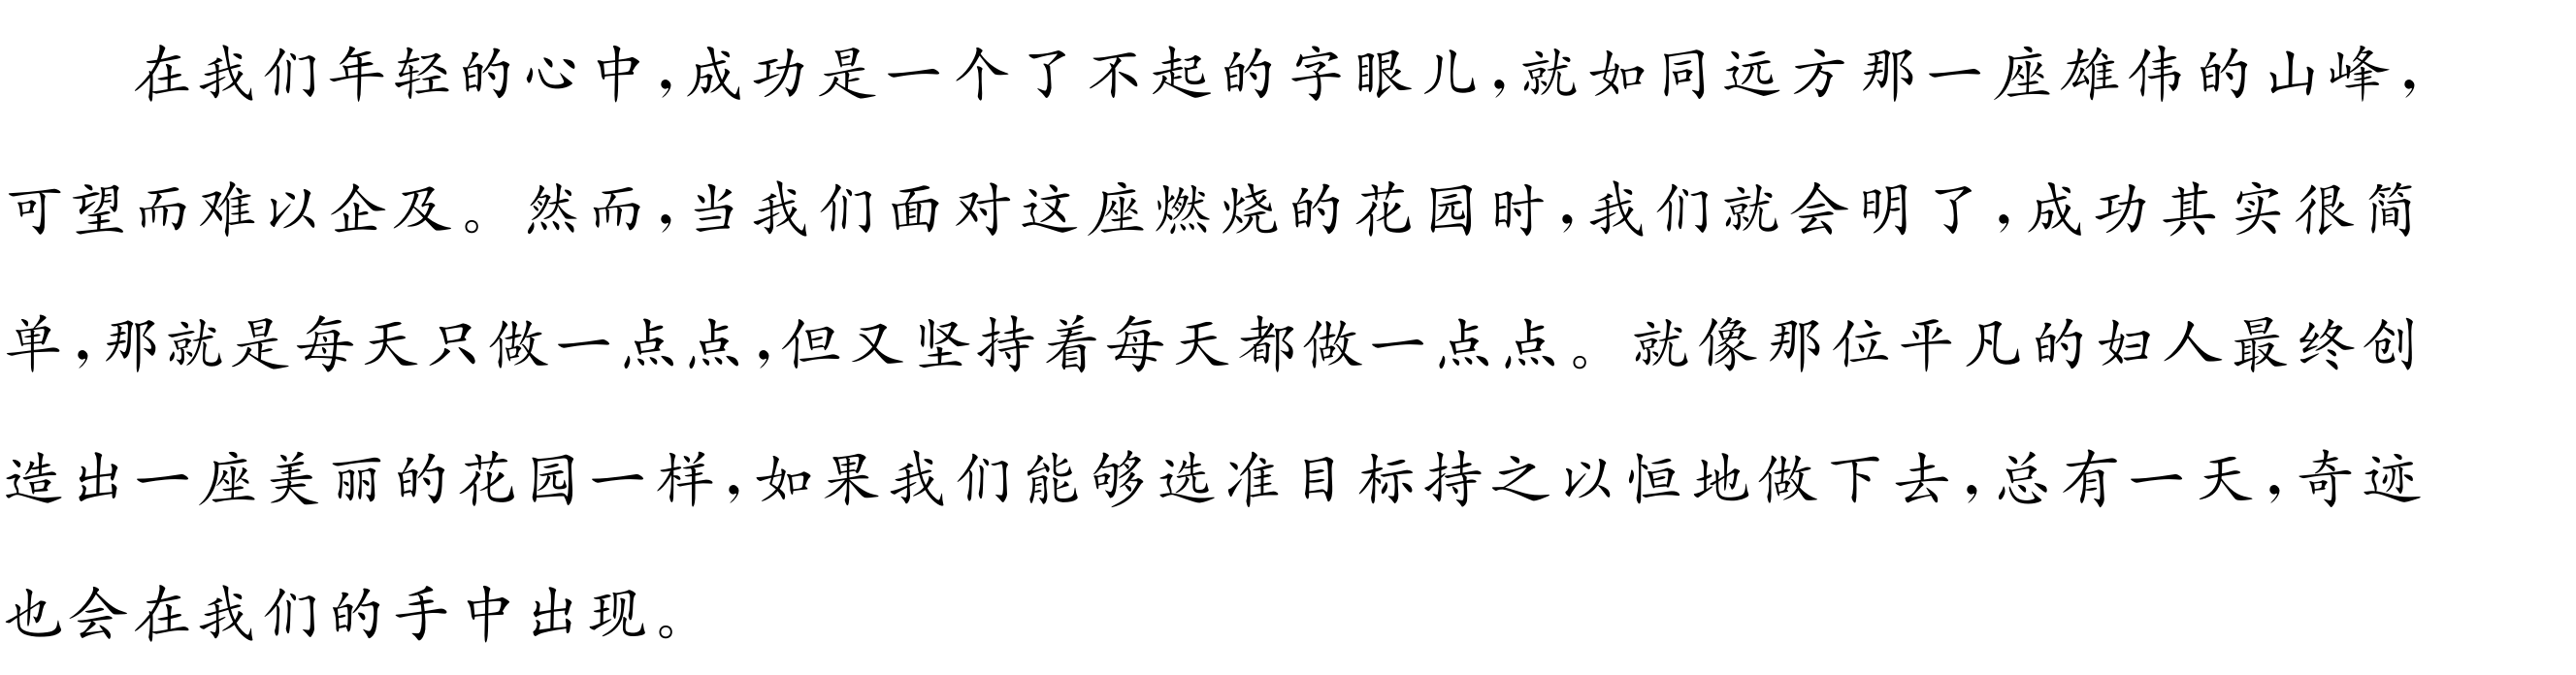 在我们年轻的心中，成功是一个了不起的字眼儿，就如同远方那一座雄伟的山峰，
可望而难以企及。然而，当我们面对这座燃烧的花园时，我们就会明了，成功其实很简
单，那就是每天只做一点点，但又坚持着每天都做一点点。就像那位平凡的妇人最终创
造出一座美丽的花园一样，如果我们能够选准目标持之以恒地做下去，总有一天，奇迹
也会在我们的手中出现。